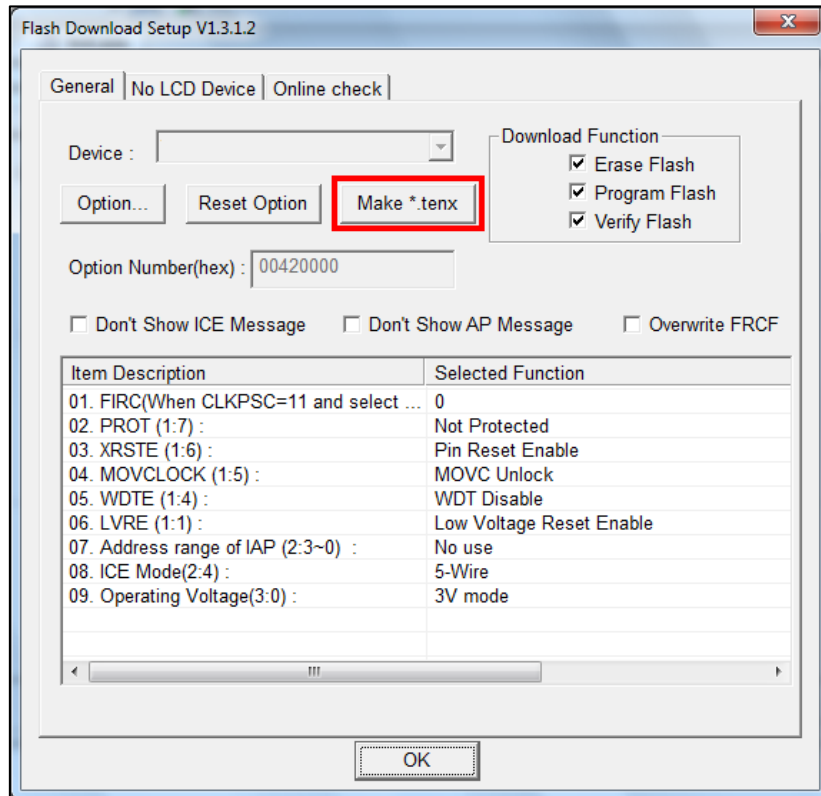 Flash Download Setup V1.3.1.2
General No LCD Device Online check
Device :
Download Function
Erase Flash
Program Flash
Verify Flash
Option... Reset Option Make *.tenx
Option Number(hex) : 00420000
Don't Show ICE Message Don't Show AP Message Overwrite FRCF
Item Description Selected Function
01. FIRC(When CLKPSC=11 and select ... 0
02. PROT (1:7) : Not Protected
03. XRSTE (1:6) : Pin Reset Enable
04. MOVCLOCK (1:5) : MOVC Unlock
05. WDTE (1:4) : WDT Disable
06. LVRE (1:1) : Low Voltage Reset Enable
07. Address range of IAP (2:3~0) : No use
08. ICE Mode(2:4) : 5-Wire
09. Operating Voltage(3:0) : 3V mode
OK